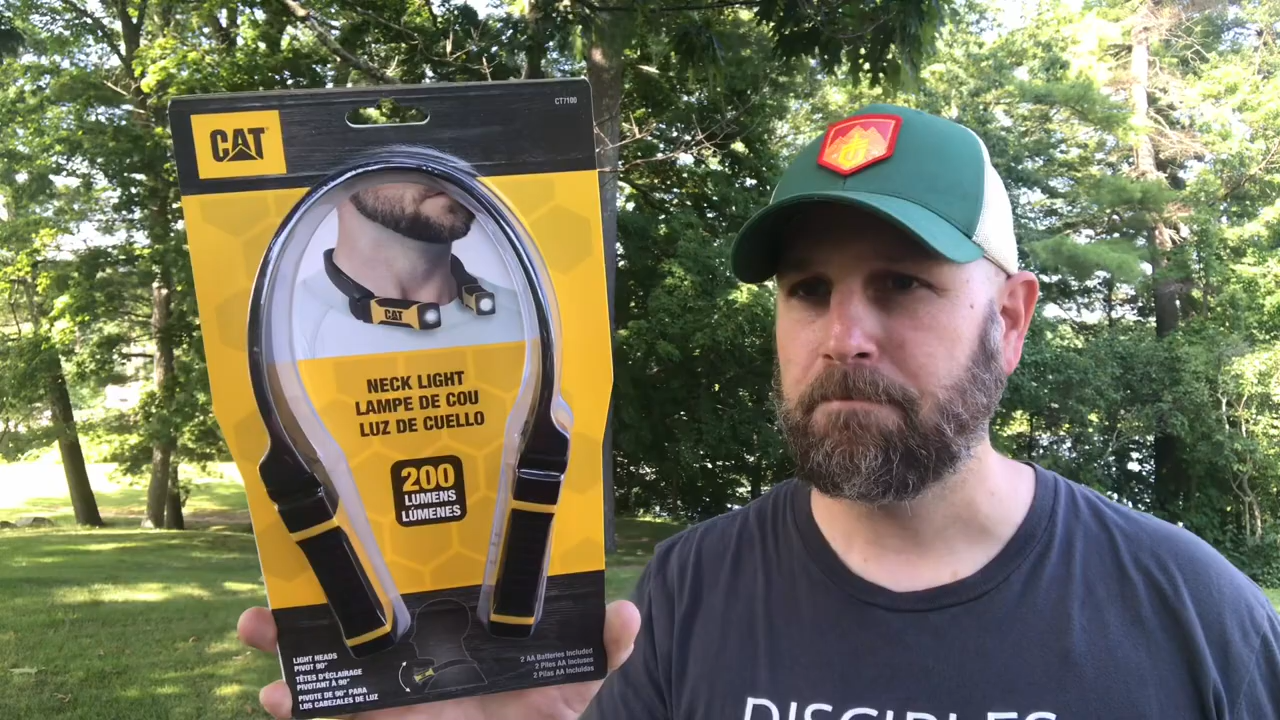 CT7100
CAT
CAT
NECK LIGHT
LAMPE DE COU
LUZ DE CUELLO
200
LUMENS
LÚMENES
LIGHT HEADS
PIVOT 90°
TÊTES D'ÉCLAIRAGE
PIVOTANT À 90°
PIVOTE DE 90° PARA
LOS CABEZALES DE LUZ
2 AA Batteries Included
2 Piles AA Incluses
2 Pilas AA Incluidas
DISCIPLES